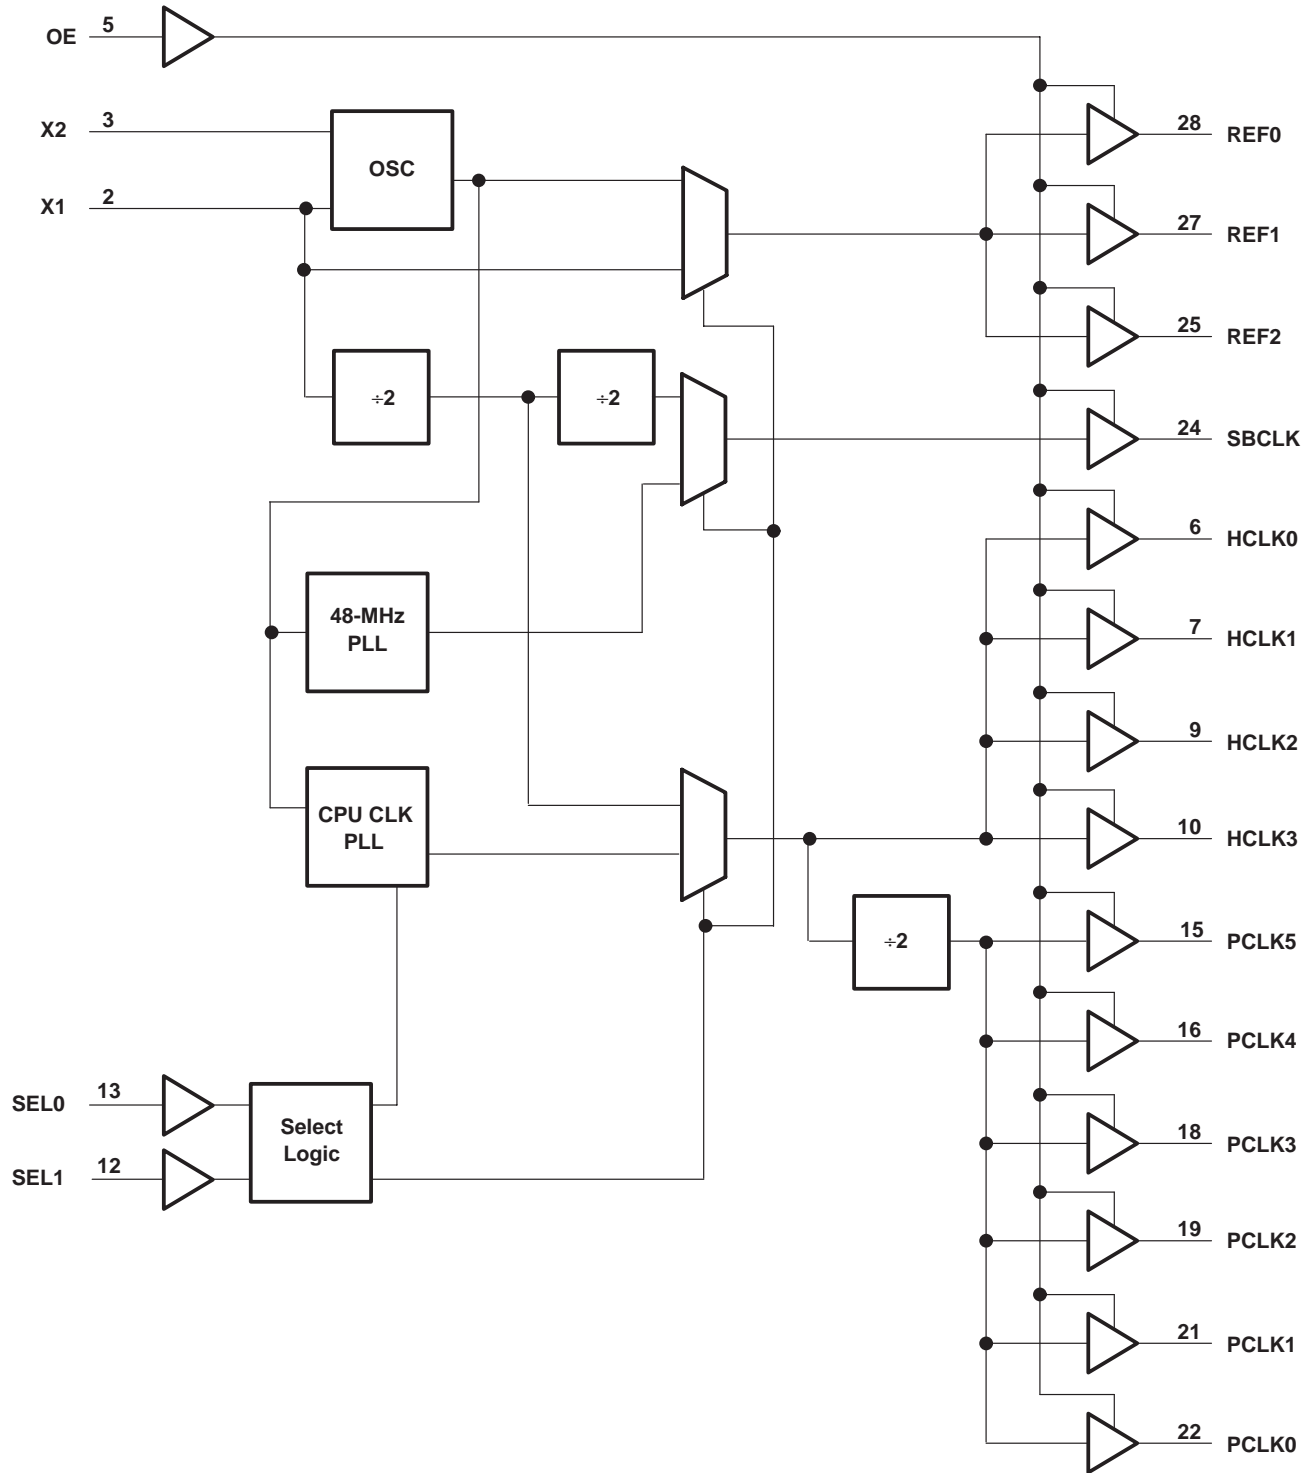 OE 5
X2 3
X1 2
OSC
28 REF0
27 REF1
25 REF2
÷2
÷2
24 SBCLK
6 HCLK0
48-MHz
PLL
7 HCLK1
9 HCLK2
CPU CLK
PLL
10 HCLK3
÷2
15 PCLK5
16 PCLK4
SEL0 13
Select
Logic
SEL1 12
18 PCLK3
19 PCLK2
21 PCLK1
22 PCLK0